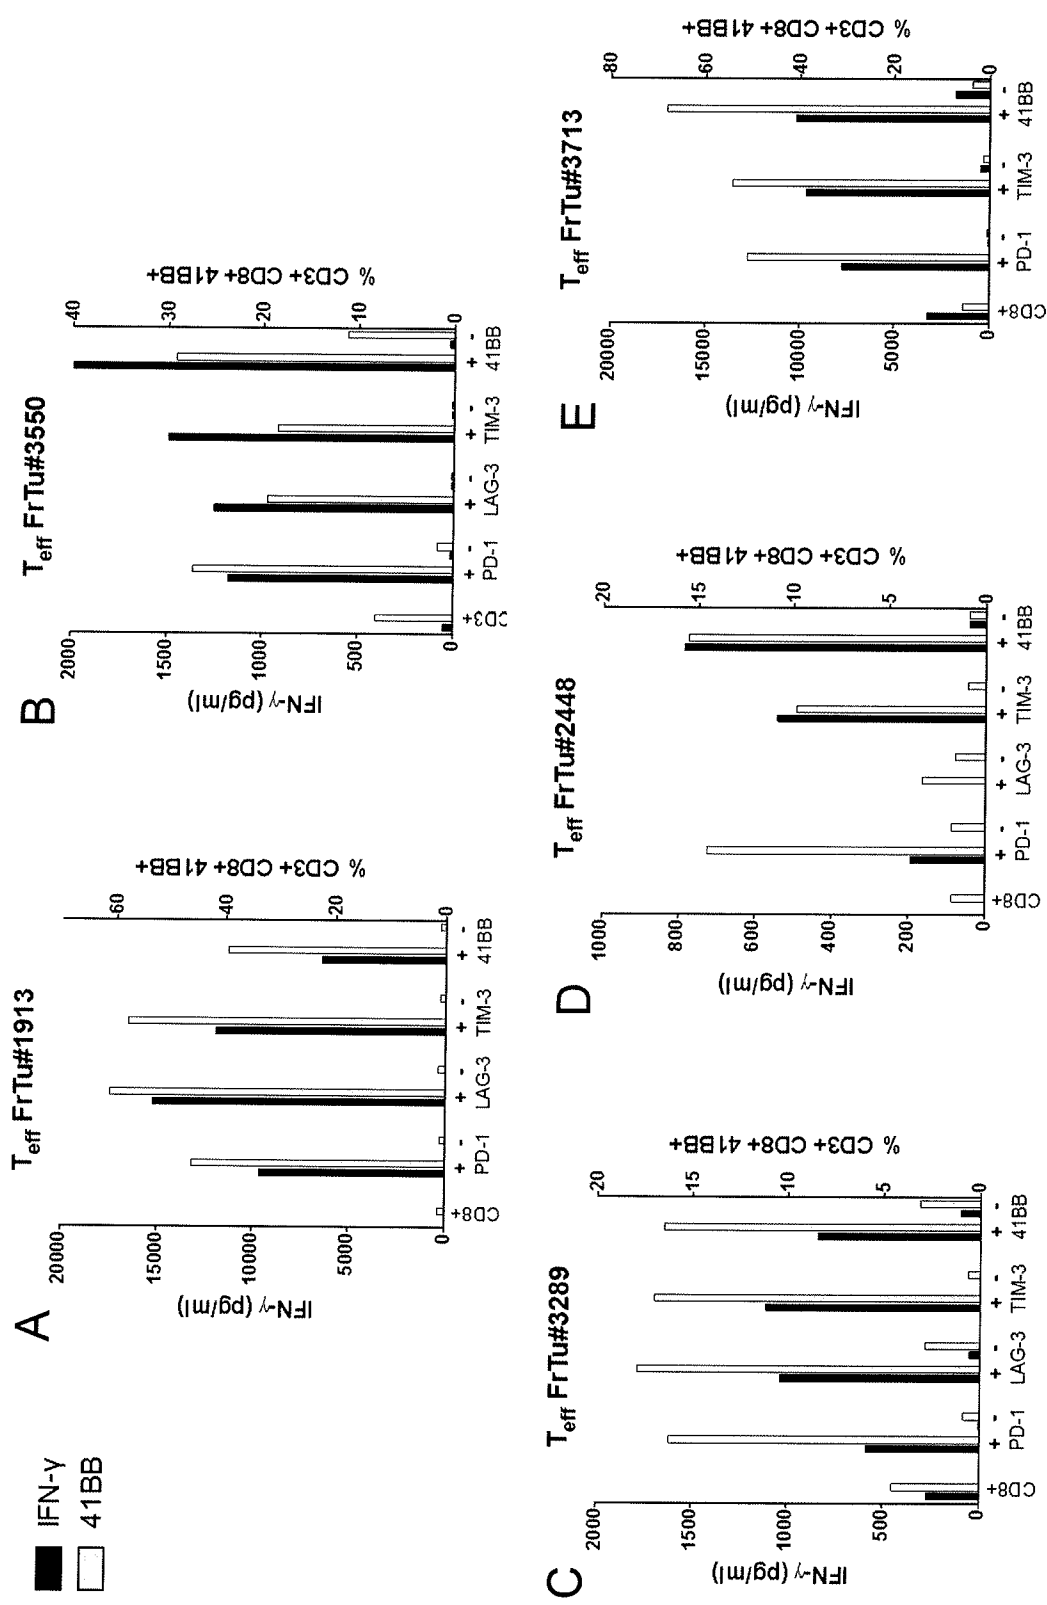 IFN-γ
41BB
A
Teff FrTu#1913
IFN-γ (pg/ml)
20000
15000
10000
5000
0
% CD3+ CD8+ 41BB+
60
40
20
0
CD8+
+ -
PD-1
+ -
LAG-3
+ -
TIM-3
+ -
41BB
B
Teff FrTu#3550
IFN-γ (pg/ml)
2000
1500
1000
500
0
% CD3+ CD8+ 41BB+
40
30
20
10
0
CD3+
+ -
PD-1
+ -
LAG-3
+ -
TIM-3
+ -
41BB
C
Teff FrTu#3289
IFN-γ (pg/ml)
2000
1500
1000
500
0
% CD3+ CD8+ 41BB+
20
15
10
5
0
CD8+
+ -
PD-1
+ -
LAG-3
+ -
TIM-3
+ -
41BB
D
Teff FrTu#2448
IFN-γ (pg/ml)
1000
800
600
400
200
0
% CD3+ CD8+ 41BB+
20
15
10
5
0
CD8+
+ -
PD-1
+ -
LAG-3
+ -
TIM-3
+ -
41BB
E
Teff FrTu#3713
IFN-γ (pg/ml)
20000
15000
10000
5000
0
% CD3+ CD8+ 41BB+
80
60
40
20
0
CD8+
+ -
PD-1
+ -
TIM-3
+ -
41BB